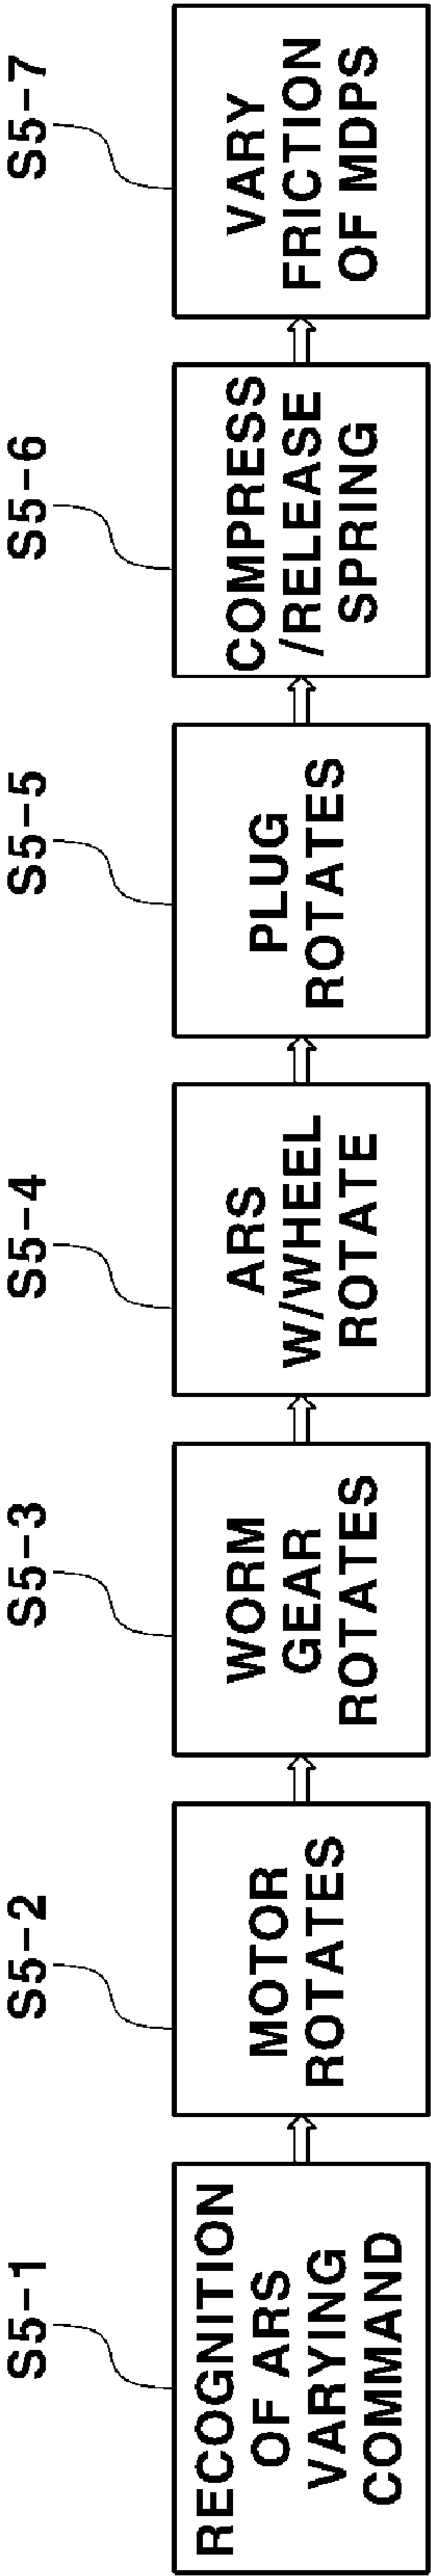 S5-1
RECOGNITION
OF ARS
VARYING
COMMAND
S5-2
MOTOR
ROTATES
S5-3
WORM
GEAR
ROTATES
S5-4
ARS
W/WHEEL
ROTATE
S5-5
PLUG
ROTATES
S5-6
COMPRESS
/RELEASE
SPRING
S5-7
VARY
FRICTION
OF MDPS